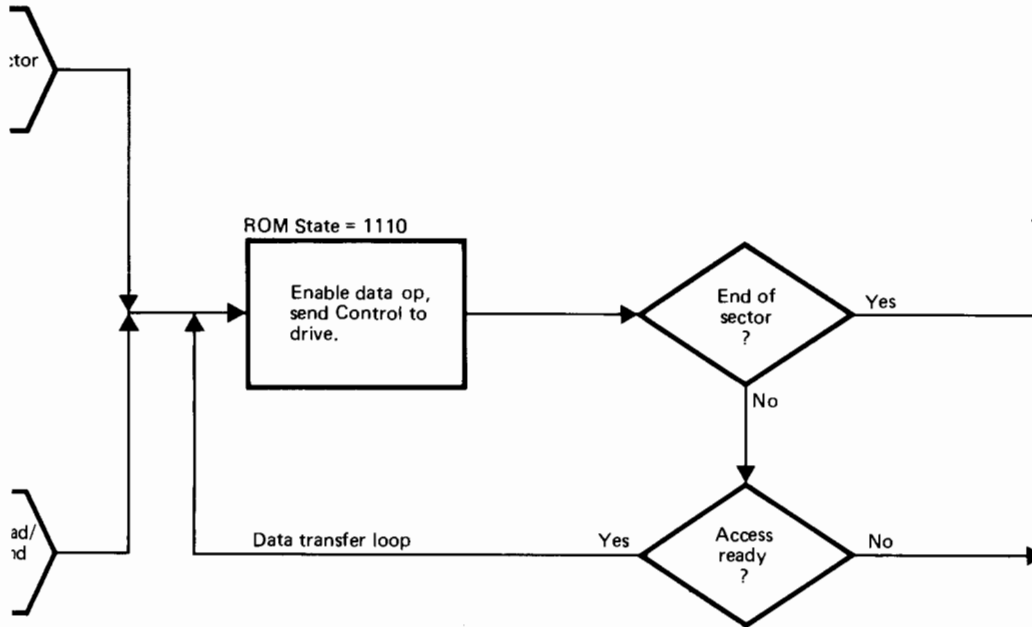 ctor
ROM State = 1110
Enable data op,
send Control to
drive.
End of
sector
?
Yes
No
ad/
nd
Data transfer loop
Yes
Access
ready
?
No